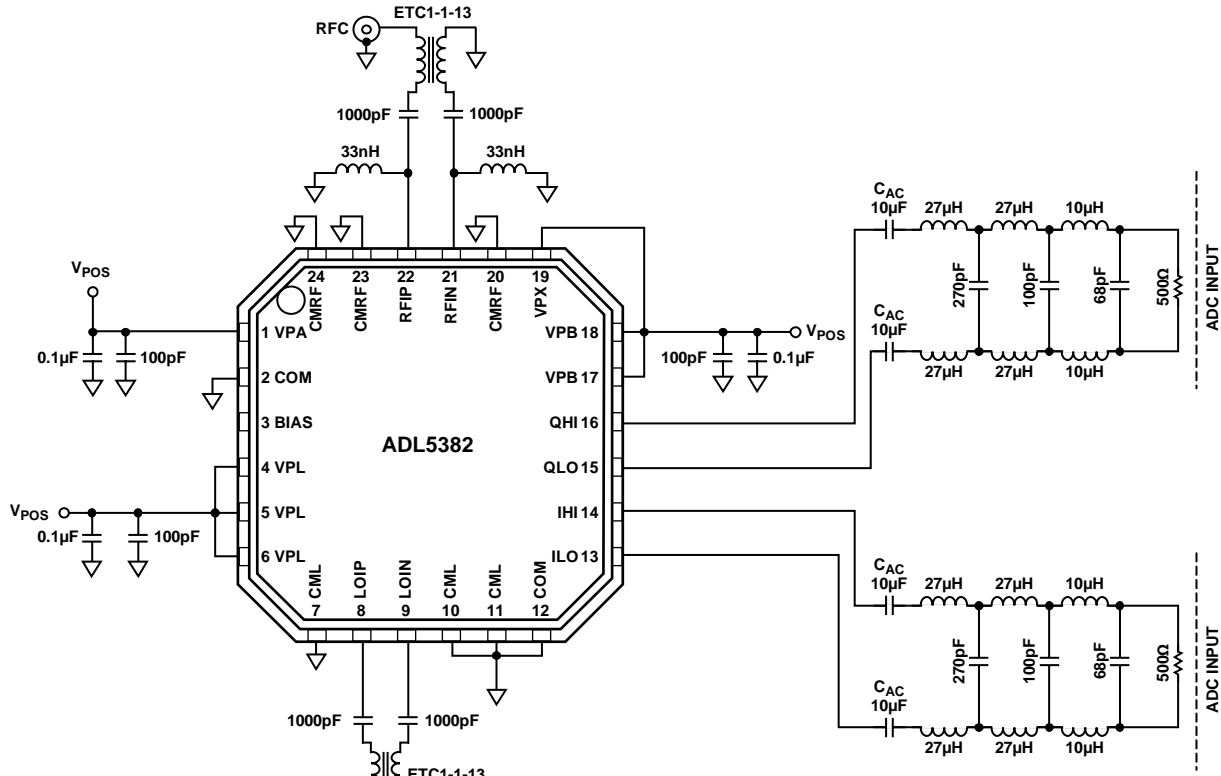 ETC1-1-13
RFC
1000pF
1000pF
33nH
33nH
CAC
10µF
27µH
27µH
10µH
VPOS
24
23
22
21
20
19
CMRF
CMRF
RFIP
RFIN
CMRF
VPX
270pF
100pF
68pF
500Ω
ADC INPUT
1 VPA
0.1µF
100pF
VPB 18
VPOS
100pF
0.1µF
CAC
10µF
27µH
27µH
10µH
2 COM
VPB 17
3 BIAS
QHI 16
ADL5382
4 VPL
QLO 15
VPOS
5 VPL
IHI 14
0.1µF
100pF
6 VPL
ILO 13
CML
LOIP
LOIN
CML
CML
COM
7
8
9
10
11
12
CAC
10µF
27µH
27µH
10µH
270pF
100pF
68pF
500Ω
ADC INPUT
CAC
10µF
27µH
27µH
10µH
1000pF
1000pF
ETC1-1-13